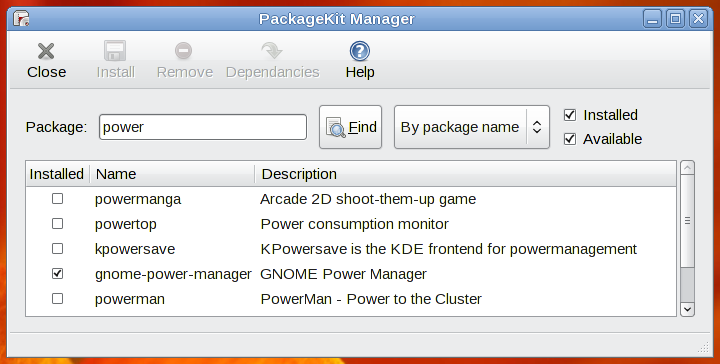 PackageKit Manager
Close Install Remove Dependancies Help
Package: power Find By package name Installed
Available
Installed Name Description
powermanga Arcade 2D shoot-them-up game
powertop Power consumption monitor
kpowersave KPowersave is the KDE frontend for powermanagement
gnome-power-manager GNOME Power Manager
powerman PowerMan - Power to the Cluster